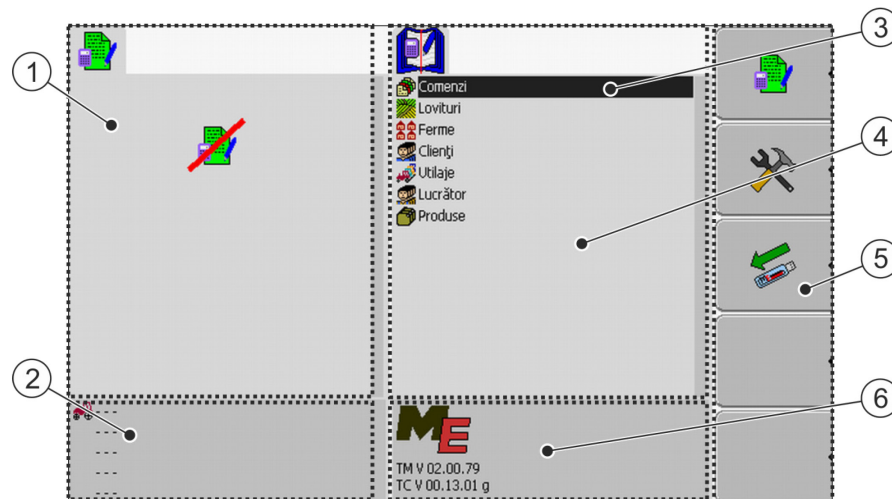 1
2
3
4
5
6
Comenzi
Lovituri
Ferme
Clienţi
Utilaje
Lucrător
Produse
---
---
---
---
---
ME
TM V 02.00.79
TC V 00.13.01 g